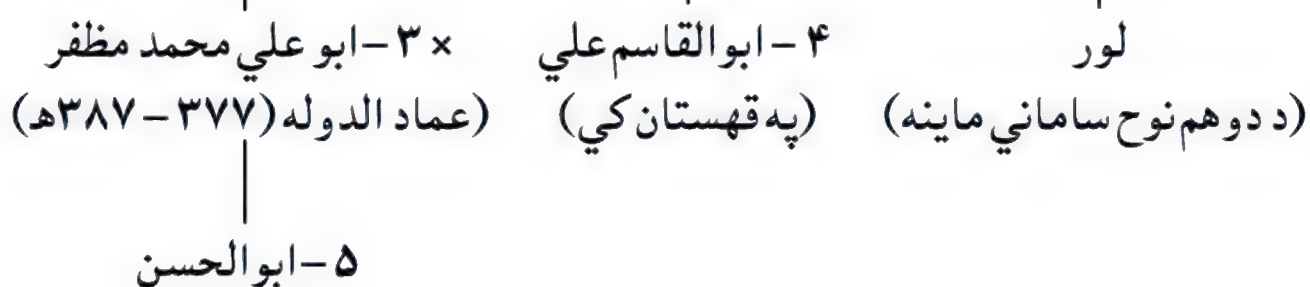 لور ۴ – ابوالقاسم علي × ۳ – ابو علي محمد مظفر
(د دوهم نوح ساماني ماينه) (په قهستان کي) (عماد الدوله (۳۷۷ – ۳۸۷هـ)
۵ – ابوالحسن